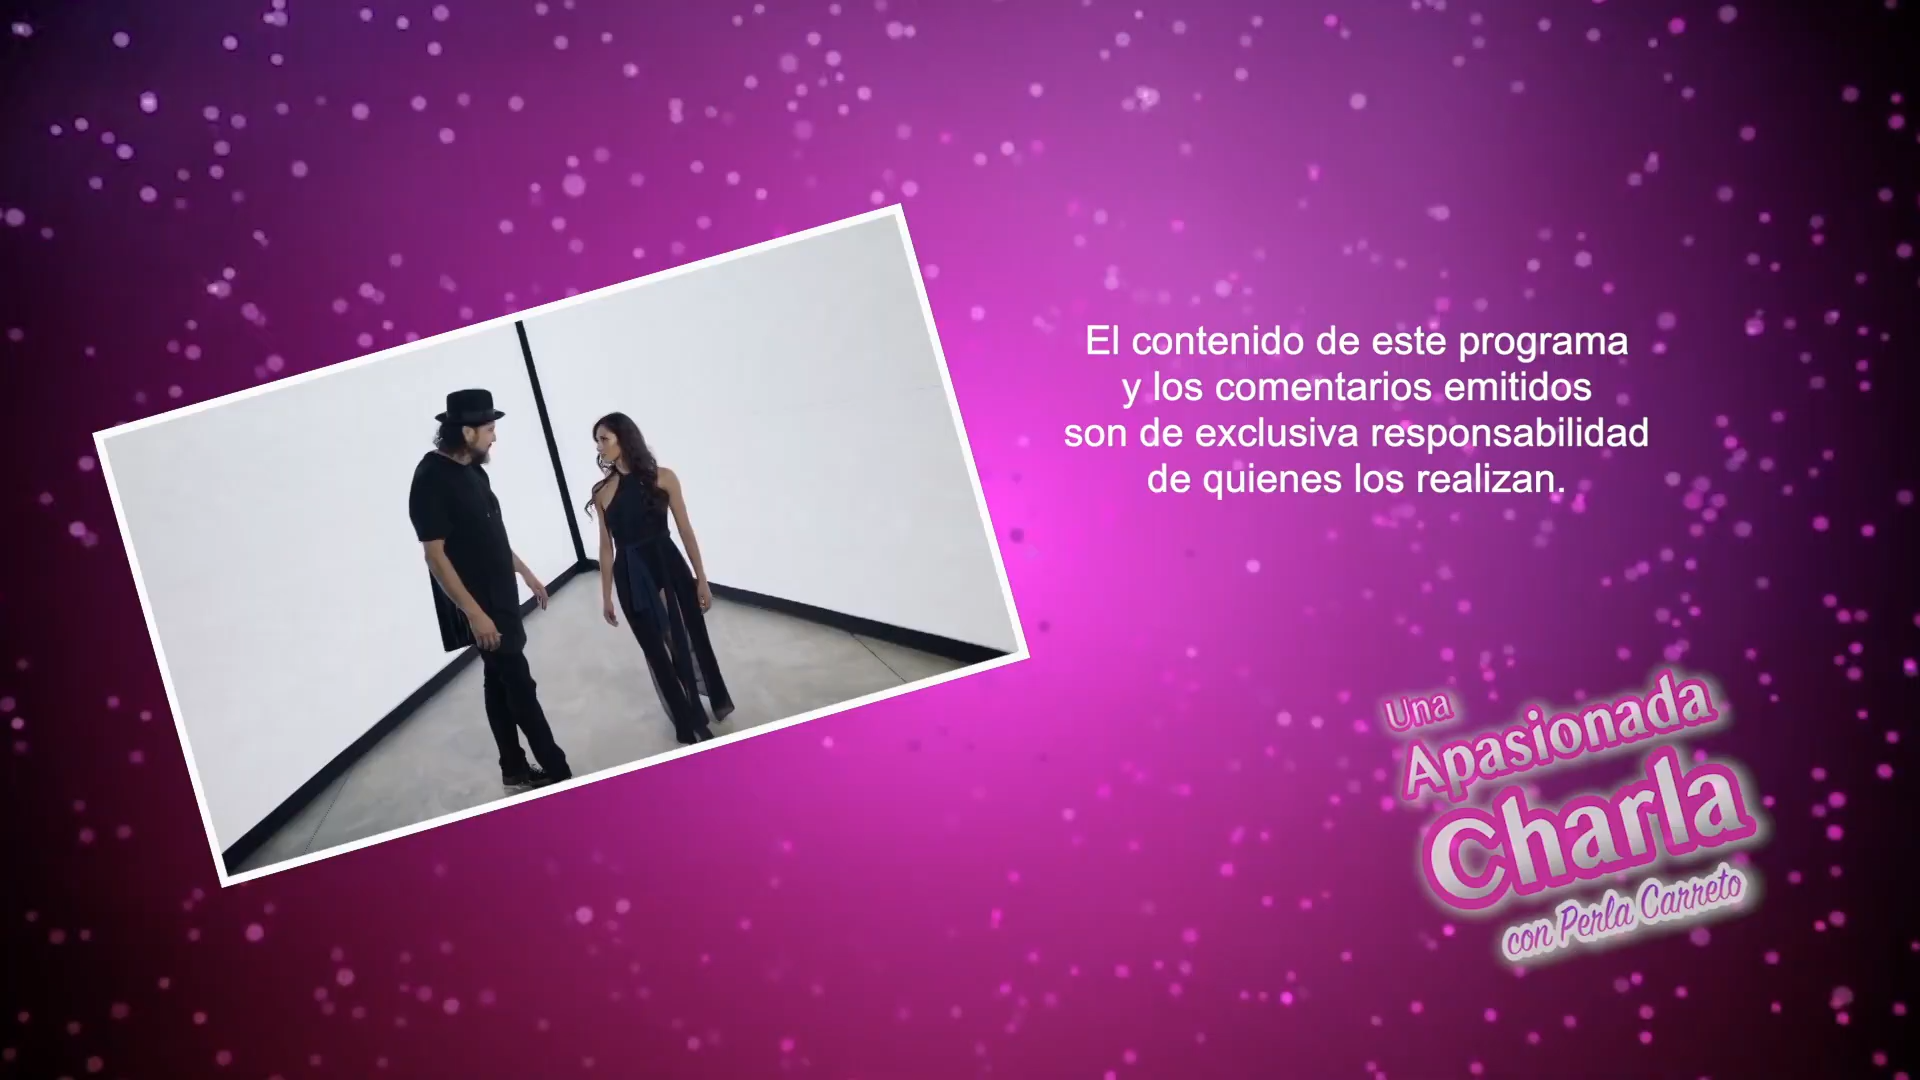 El contenido de este programa
y los comentarios emitidos
son de exclusiva responsabilidad
de quienes los realizan.
Una
Apasionada
Charla
con Perla Carreto